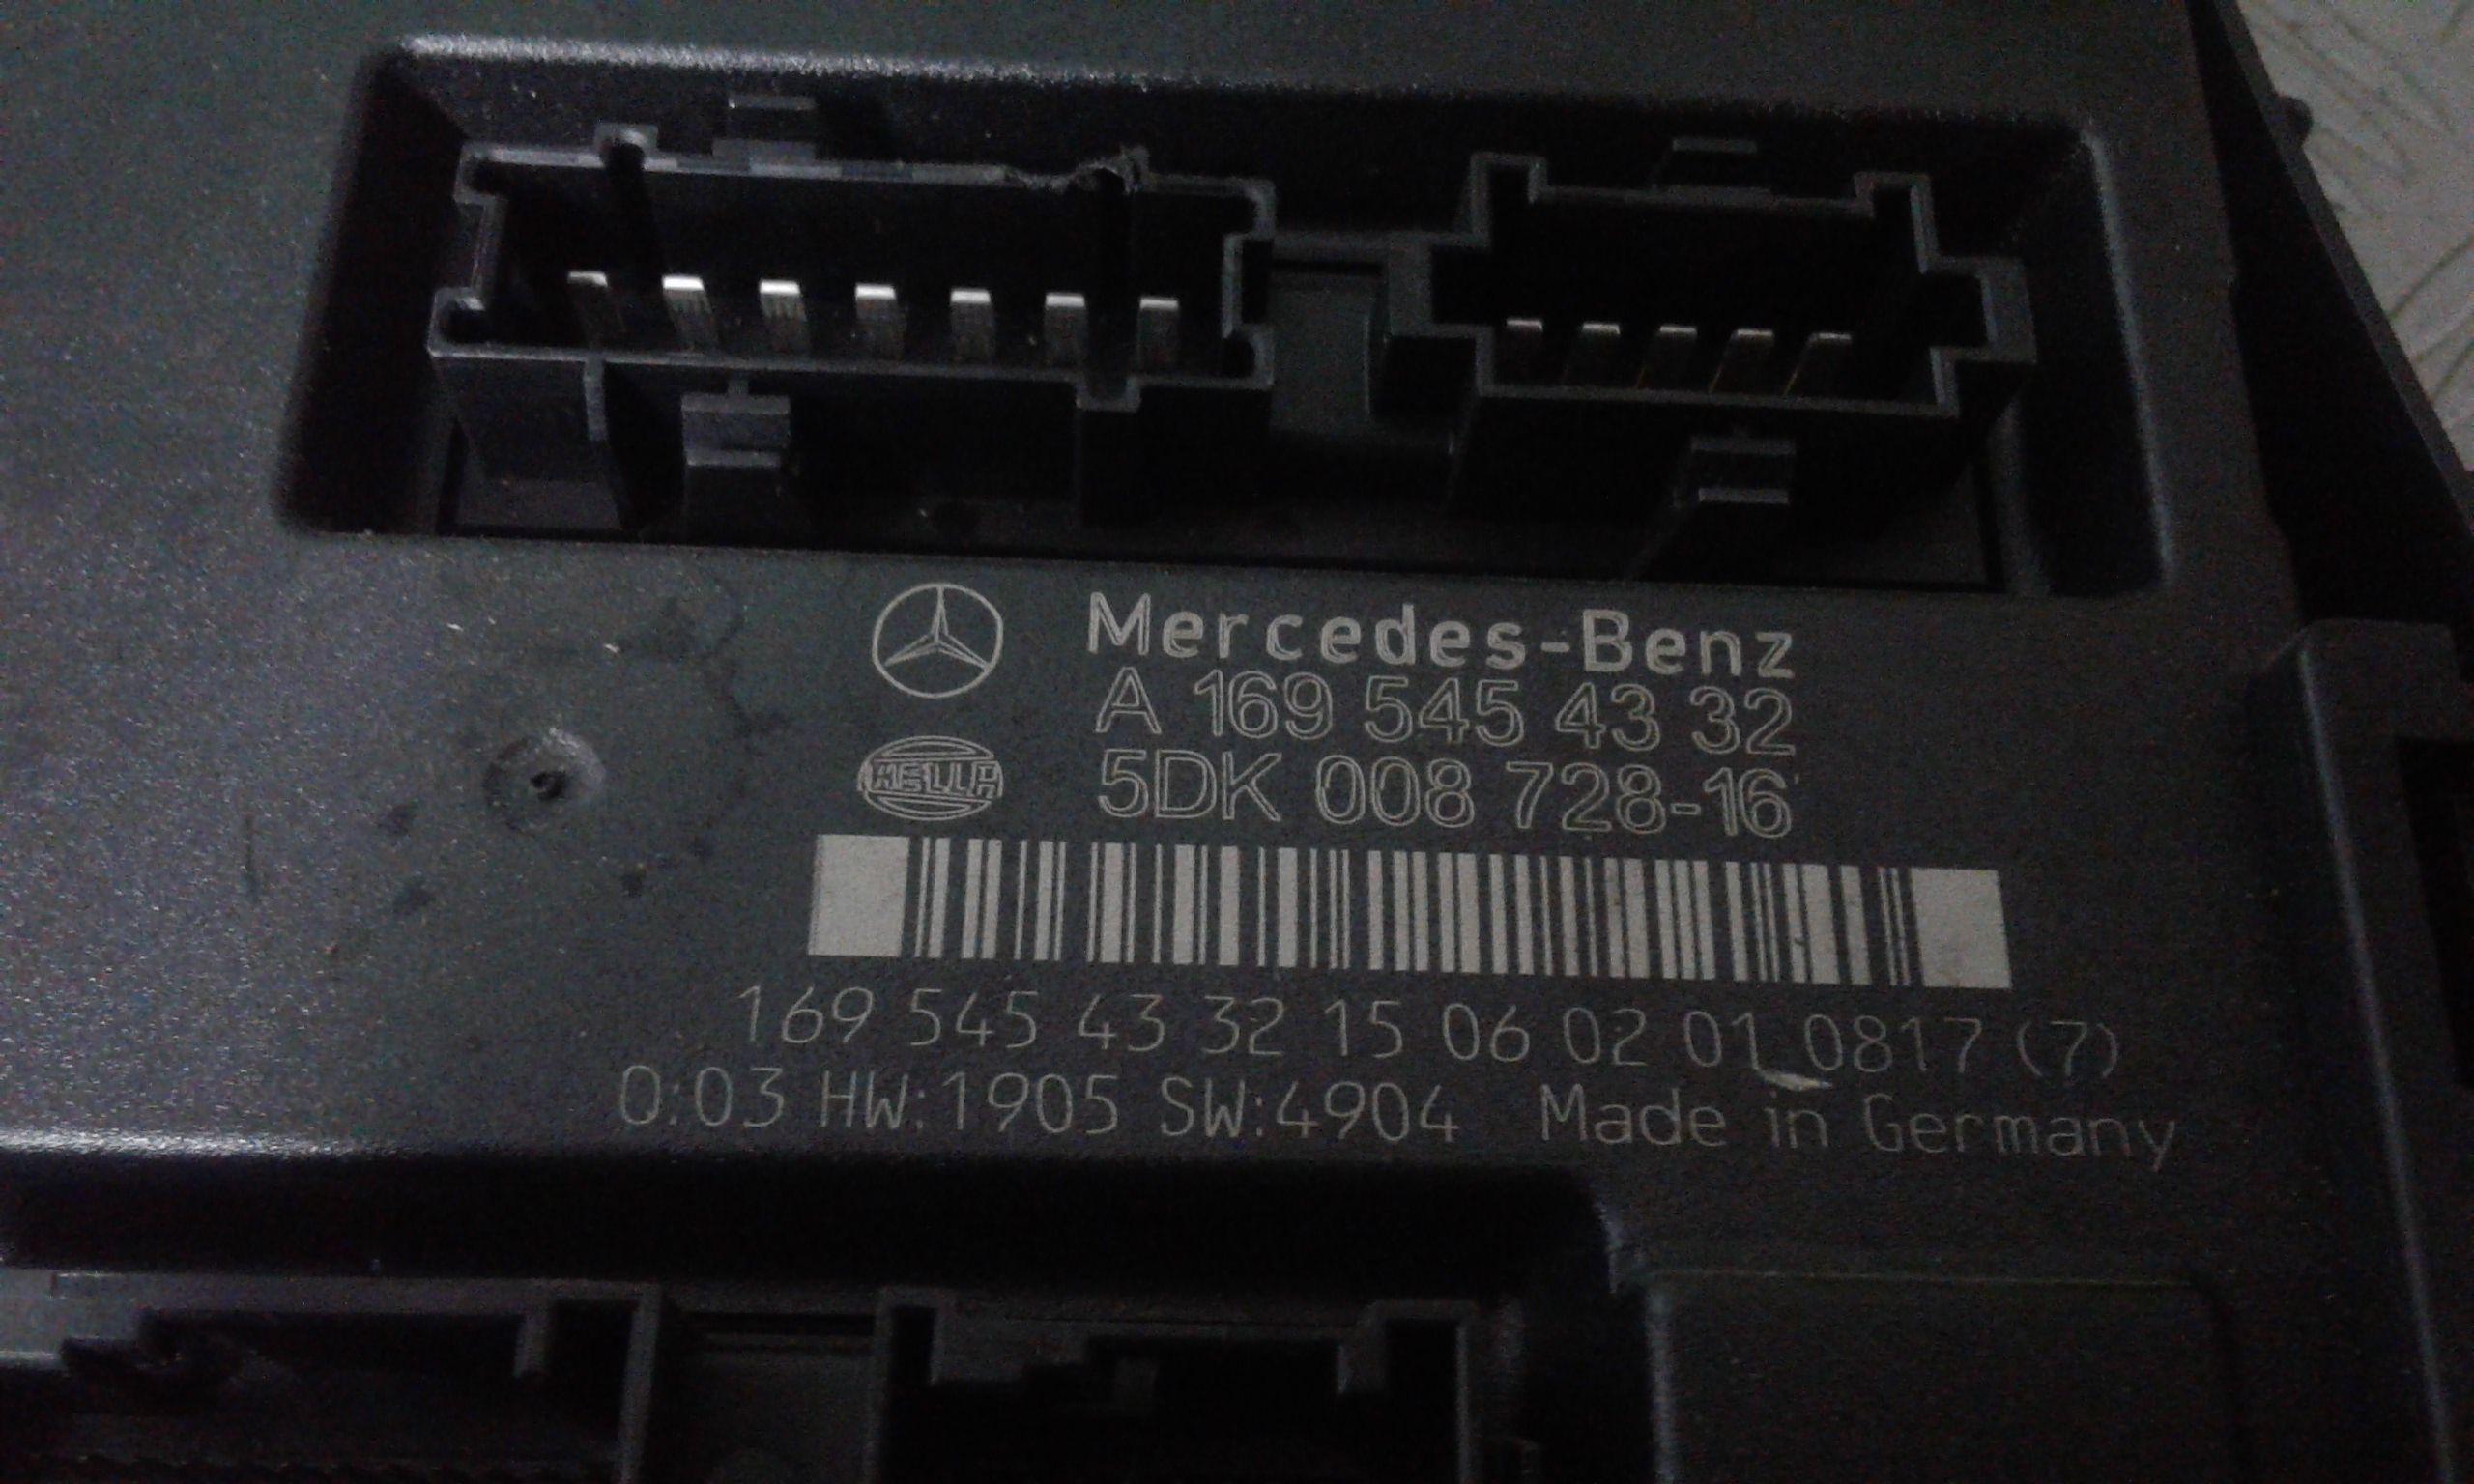 Mercedes-Benz
A 169 545 43 32
HELLA 5DK 008 728-16
169 545 43 32 15 06 02 01 0817 (7)
Q:03 HW:1905 SW:4904 Made in Germany